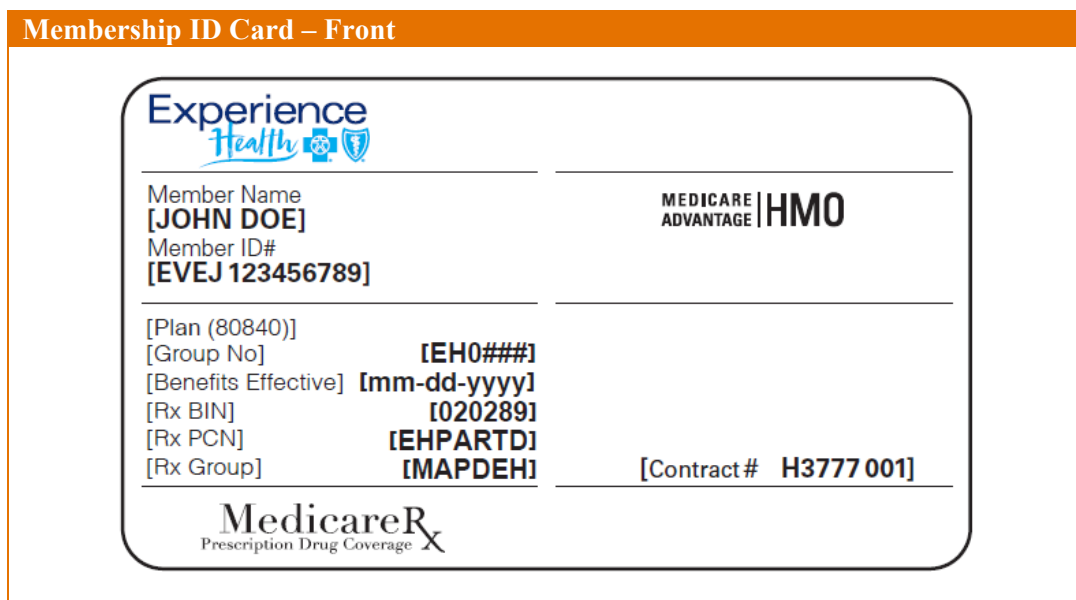 Membership ID Card – Front
Experience
Health
Member Name
[JOHN DOE]
Member ID#
[EVEJ 123456789]
MEDICARE
ADVANTAGE
HMO
[Plan (80840)]
[Group No] [EH0###]
[Benefits Effective] [mm-dd-yyyy]
[Rx BIN] [020289]
[Rx PCN] [EHPARTD]
[Rx Group] [MAPDEH]
[Contract # H3777 001]
MedicareRx
Prescription Drug Coverage